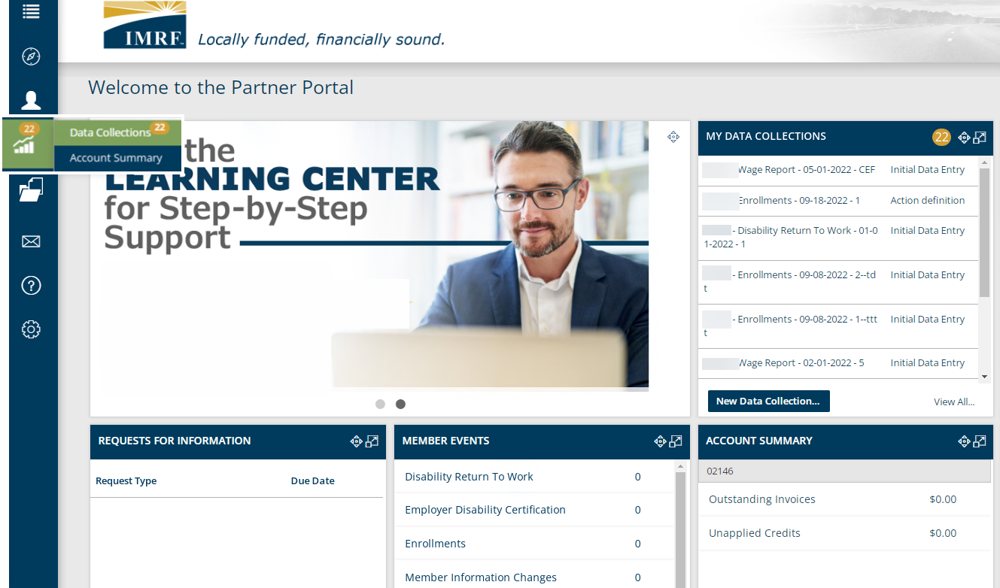 IMRF
Locally funded, financially sound.
Welcome to the Partner Portal
22
Data Collections 22
Account Summary
the
LEARNING CENTER
for Step-by-Step
Support
MY DATA COLLECTIONS 22
Wage Report - 05-01-2022 - CEF Initial Data Entry
Enrollments - 09-18-2022 - 1 Action definition
- Disability Return To Work - 01-0 Initial Data Entry
1-2022 - 1
- Enrollments - 09-08-2022 - 2--td Initial Data Entry
t
- Enrollments - 09-08-2022 - 1--ttt Initial Data Entry
t
Wage Report - 02-01-2022 - 5 Initial Data Entry
New Data Collection... View All...
REQUESTS FOR INFORMATION
Request Type Due Date
MEMBER EVENTS
Disability Return To Work 0
Employer Disability Certification 0
Enrollments 0
Member Information Changes 0
ACCOUNT SUMMARY
02146
Outstanding Invoices $0.00
Unapplied Credits $0.00